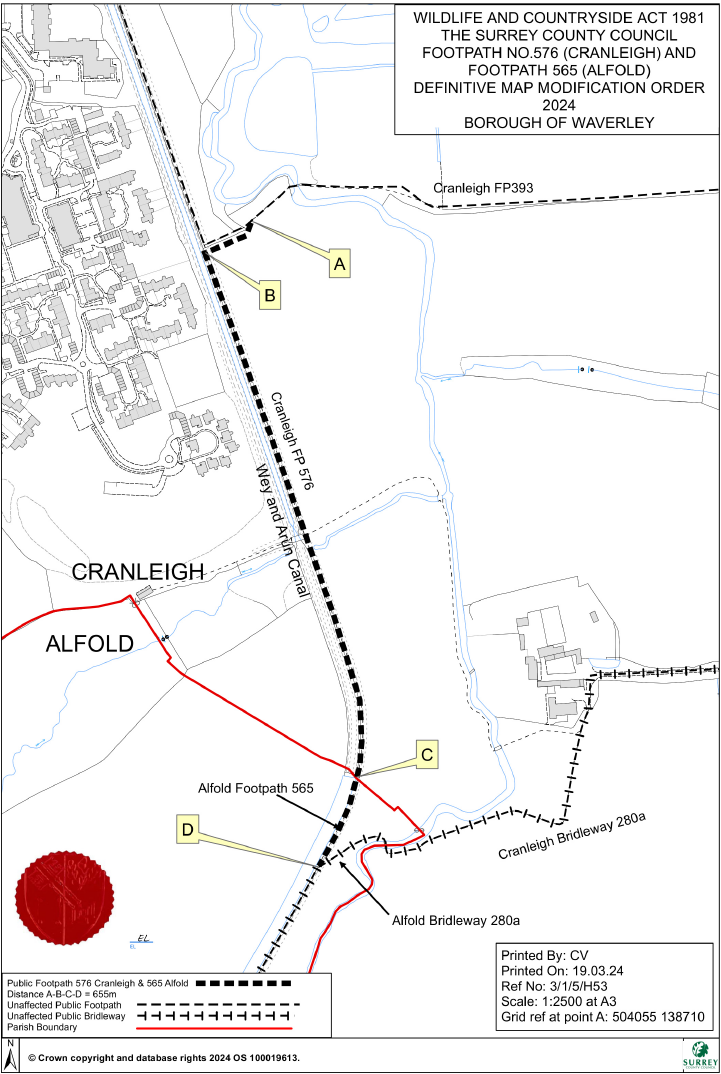 WILDLIFE AND COUNTRYSIDE ACT 1981
THE SURREY COUNTY COUNCIL
FOOTPATH NO.576 (CRANLEIGH) AND
FOOTPATH 565 (ALFOLD)
DEFINITIVE MAP MODIFICATION ORDER
2024
BOROUGH OF WAVERLEY
Cranleigh FP393
A
B
Cranleigh FP 576
Wey and Arun Canal
CRANLEIGH
ALFOLD
C
Alfold Footpath 565
D
Cranleigh Bridleway 280a
Alfold Bridleway 280a
EL
EL
Printed By: CV
Printed On: 19.03.24
Ref No: 3/1/5/H53
Scale: 1:2500 at A3
Grid ref at point A: 504055 138710
Public Footpath 576 Cranleigh & 565 Alfold
Distance A-B-C-D = 655m
Unaffected Public Footpath
Unaffected Public Bridleway
Parish Boundary
N
© Crown copyright and database rights 2024 OS 100019613.
SURREY
COUNTY COUNCIL